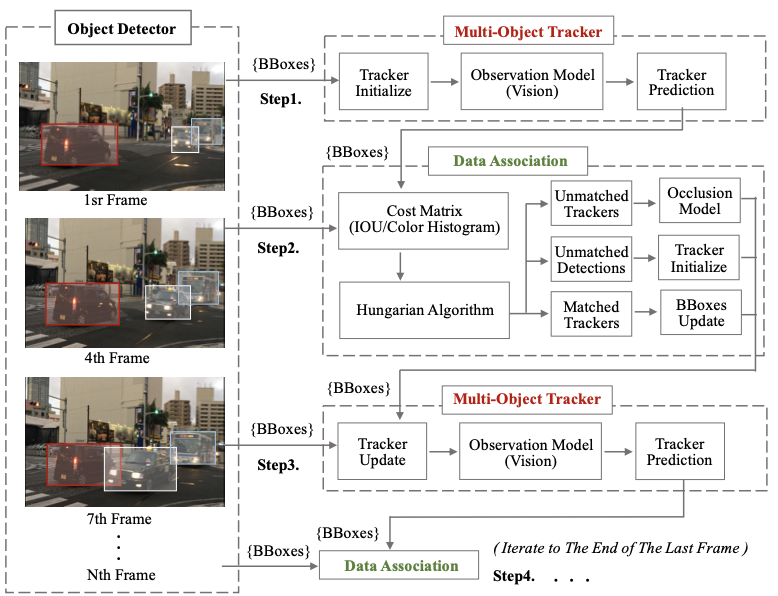 Object Detector
1sr Frame
4th Frame
7th Frame
Nth Frame
{BBoxes}
Step1.
Multi-Object Tracker
Tracker
Initialize
Observation Model
(Vision)
Tracker
Prediction
{BBoxes}
{BBoxes}
Step2.
Data Association
Cost Matrix
(IOU/Color Histogram)
Hungarian Algorithm
Unmatched
Trackers
Occlusion
Model
Unmatched
Detections
Tracker
Initialize
Matched
Trackers
BBoxes
Update
{BBoxes}
{BBoxes}
Step3.
Multi-Object Tracker
Tracker
Update
Observation Model
(Vision)
Tracker
Prediction
{BBoxes}
{BBoxes}
Data Association
( Iterate to The End of The Last Frame )
Step4. . . .